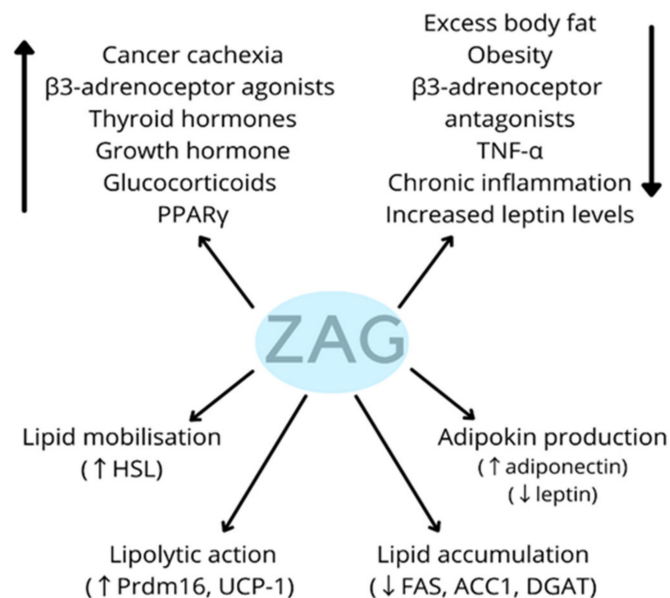 Cancer cachexia
β3-adrenoceptor agonists
Thyroid hormones
Growth hormone
Glucocorticoids
PPARγ
Excess body fat
Obesity
β3-adrenoceptor
antagonists
TNF-α
Chronic inflammation
Increased leptin levels
ZAG
Lipid mobilisation
(↑HSL)
Adipokin production
(↑adiponectin)
(↓leptin)
Lipolytic action
(↑Prdm16, UCP-1)
Lipid accumulation
(↓FAS, ACC1, DGAT)